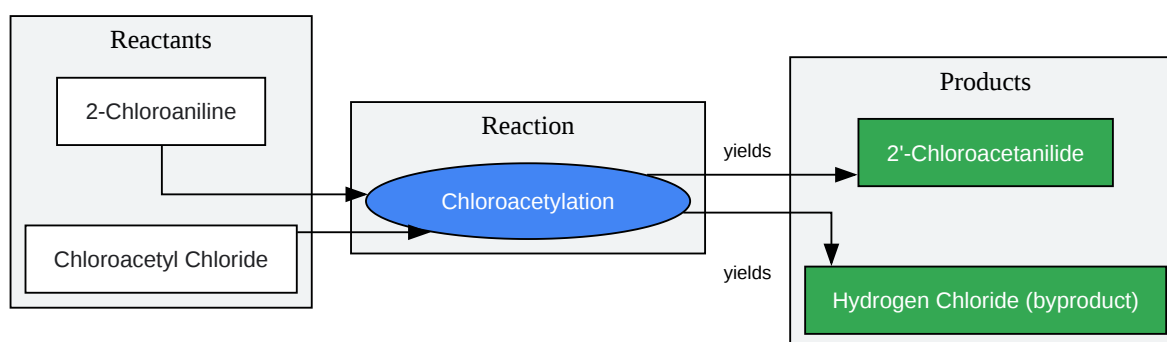 Reactants
2-Chloroaniline
Chloroacetyl Chloride
Reaction
Chloroacetylation
yields
yields
Products
2'-Chloroacetanilide
Hydrogen Chloride (byproduct)